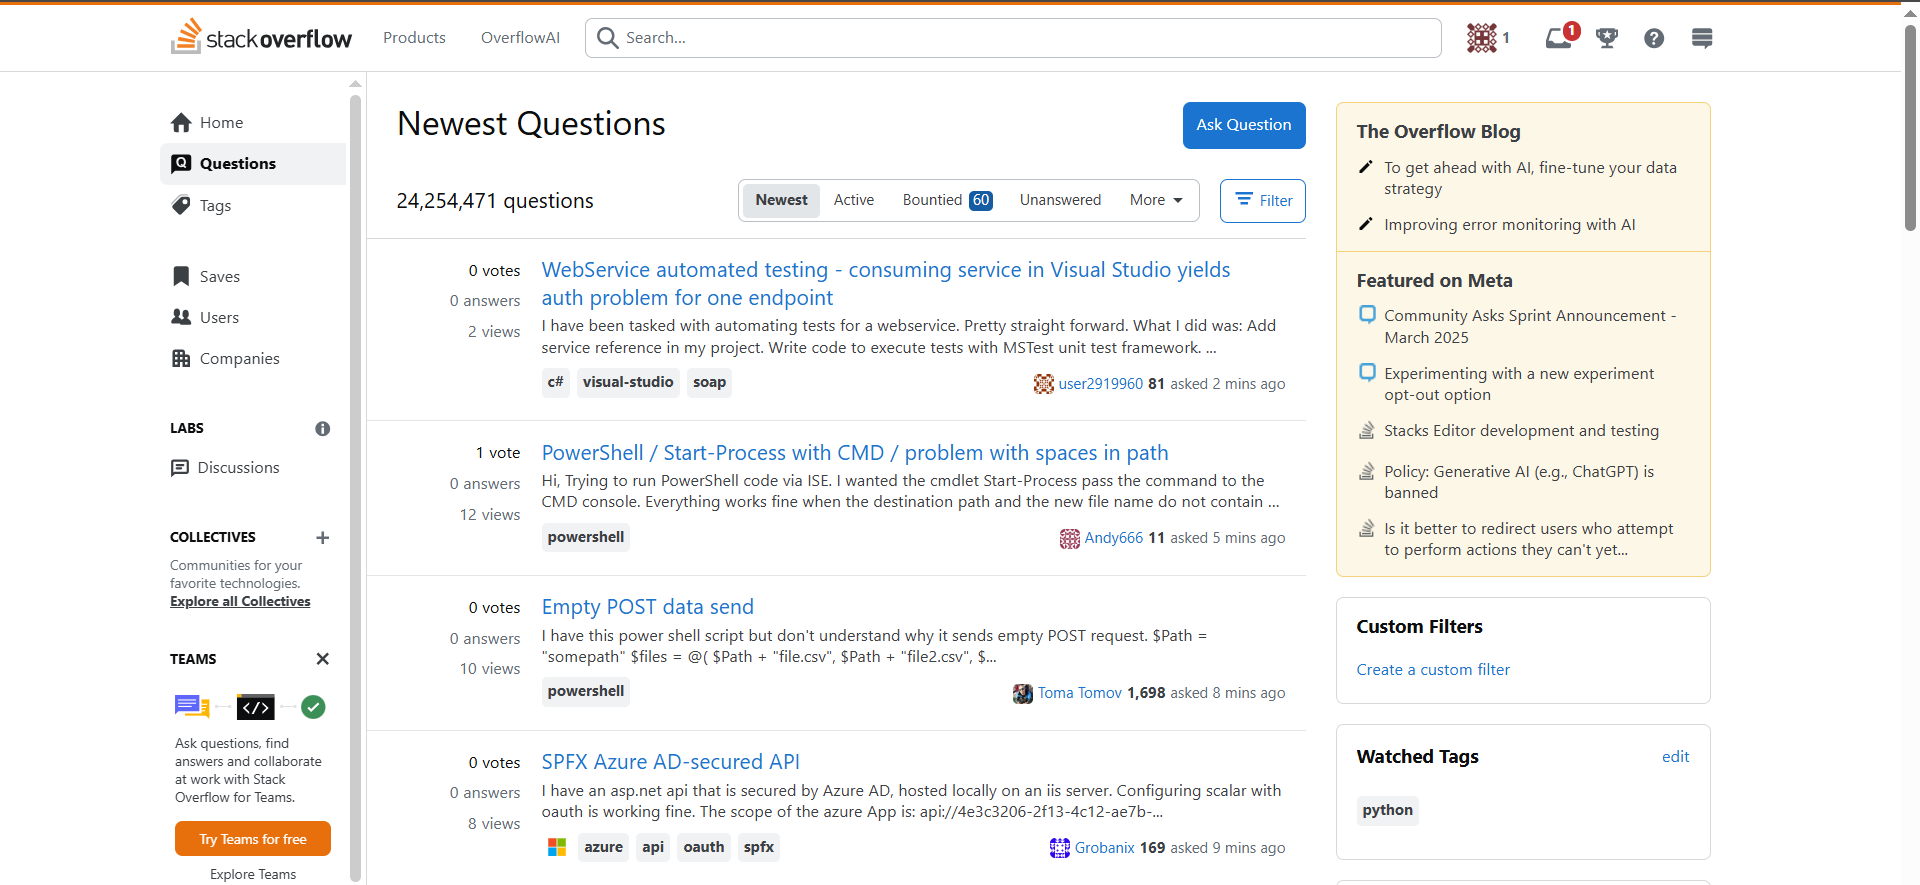 stack overflow
Products
OverflowAI
Search...
1
1
Home
Questions
Tags
Saves
Users
Companies
LABS
Discussions
COLLECTIVES
Communities for your
favorite technologies.
Explore all Collectives
TEAMS
Ask questions, find
answers and collaborate
at work with Stack
Overflow for Teams.
Try Teams for free
Explore Teams
Newest Questions
Ask Question
24,254,471 questions
Newest
Active
Bountied 60
Unanswered
More
Filter
0 votes
0 answers
2 views
WebService automated testing - consuming service in Visual Studio yields
auth problem for one endpoint
I have been tasked with automating tests for a webservice. Pretty straight forward. What I did was: Add
service reference in my project. Write code to execute tests with MSTest unit test framework. ...
c# visual-studio soap
user2919960 81 asked 2 mins ago
1 vote
0 answers
12 views
PowerShell / Start-Process with CMD / problem with spaces in path
Hi, Trying to run PowerShell code via ISE. I wanted the cmdlet Start-Process pass the command to the
CMD console. Everything works fine when the destination path and the new file name do not contain ...
powershell
Andy666 11 asked 5 mins ago
0 votes
0 answers
10 views
Empty POST data send
I have this power shell script but don't understand why it sends empty POST request. $Path =
"somepath" $files = @( $Path + "file.csv", $Path + "file2.csv", $...
powershell
Toma Tomov 1,698 asked 8 mins ago
0 votes
0 answers
8 views
SPFX Azure AD-secured API
I have an asp.net api that is secured by Azure AD, hosted locally on an iis server. Configuring scalar with
oauth is working fine. The scope of the azure App is: api://4e3c3206-2f13-4c12-ae7b-...
azure api oauth spfx
Grobanix 169 asked 9 mins ago
The Overflow Blog
To get ahead with AI, fine-tune your data
strategy
Improving error monitoring with AI
Featured on Meta
Community Asks Sprint Announcement -
March 2025
Experimenting with a new experiment
opt-out option
Stacks Editor development and testing
Policy: Generative AI (e.g., ChatGPT) is
banned
Is it better to redirect users who attempt
to perform actions they can't yet...
Custom Filters
Create a custom filter
Watched Tags
edit
python